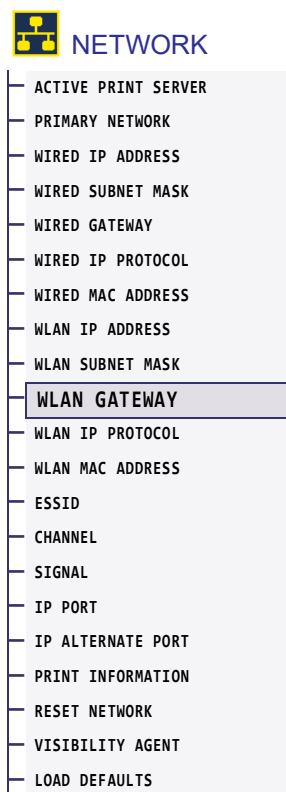 NETWORK
ACTIVE PRINT SERVER
PRIMARY NETWORK
WIRED IP ADDRESS
WIRED SUBNET MASK
WIRED GATEWAY
WIRED IP PROTOCOL
WIRED MAC ADDRESS
WLAN IP ADDRESS
WLAN SUBNET MASK
WLAN GATEWAY
WLAN IP PROTOCOL
WLAN MAC ADDRESS
ESSID
CHANNEL
SIGNAL
IP PORT
IP ALTERNATE PORT
PRINT INFORMATION
RESET NETWORK
VISIBILITY AGENT
LOAD DEFAULTS